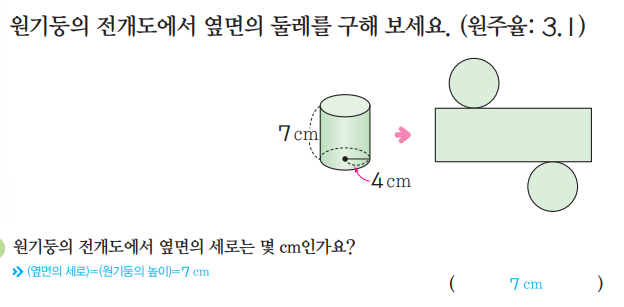 원기둥의 전개도에서 옆면의 둘레를 구해 보세요. (원주율: 3.1)
7 cm
4 cm
원기둥의 전개도에서 옆면의 세로는 몇 cm인가요?
(옆면의 세로)=(원기둥의 높이)=7 cm
( 7 cm )